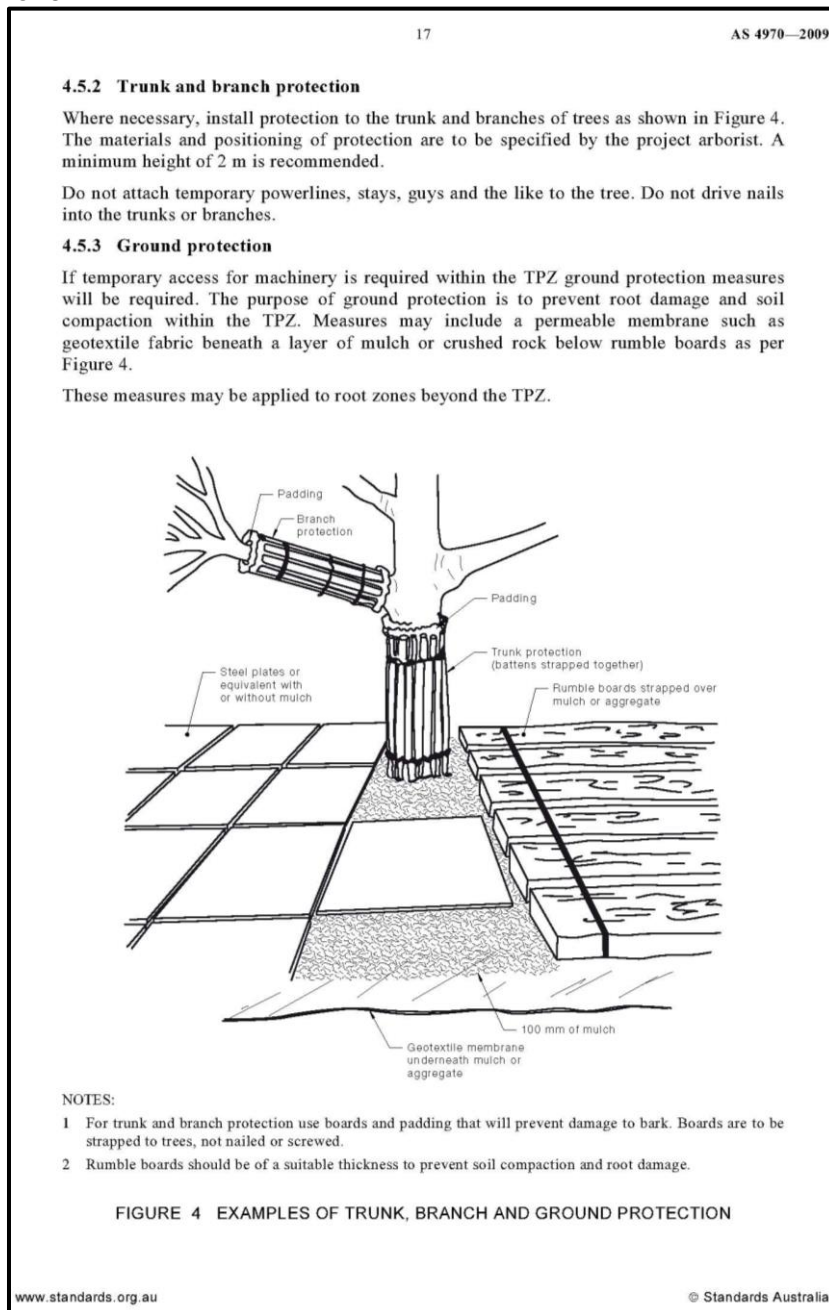 17
AS 4970—2009
4.5.2 Trunk and branch protection
Where necessary, install protection to the trunk and branches of trees as shown in Figure 4.
The materials and positioning of protection are to be specified by the project arborist. A
minimum height of 2 m is recommended.
Do not attach temporary powerlines, stays, guys and the like to the tree. Do not drive nails
into the trunks or branches.
4.5.3 Ground protection
If temporary access for machinery is required within the TPZ ground protection measures
will be required. The purpose of ground protection is to prevent root damage and soil
compaction within the TPZ. Measures may include a permeable membrane such as
geotextile fabric beneath a layer of mulch or crushed rock below rumble boards as per
Figure 4.
These measures may be applied to root zones beyond the TPZ.
Padding
Branch
protection
Padding
Trunk protection
(battens strapped together)
Steel plates or
equivalent with
or without mulch
Rumble boards strapped over
mulch or aggregate
100 mm of mulch
Geotextile membrane
underneath mulch or
aggregate
NOTES:
1 For trunk and branch protection use boards and padding that will prevent damage to bark. Boards are to be
strapped to trees, not nailed or screwed.
2 Rumble boards should be of a suitable thickness to prevent soil compaction and root damage.
FIGURE 4 EXAMPLES OF TRUNK, BRANCH AND GROUND PROTECTION
www.standards.org.au
© Standards Australia